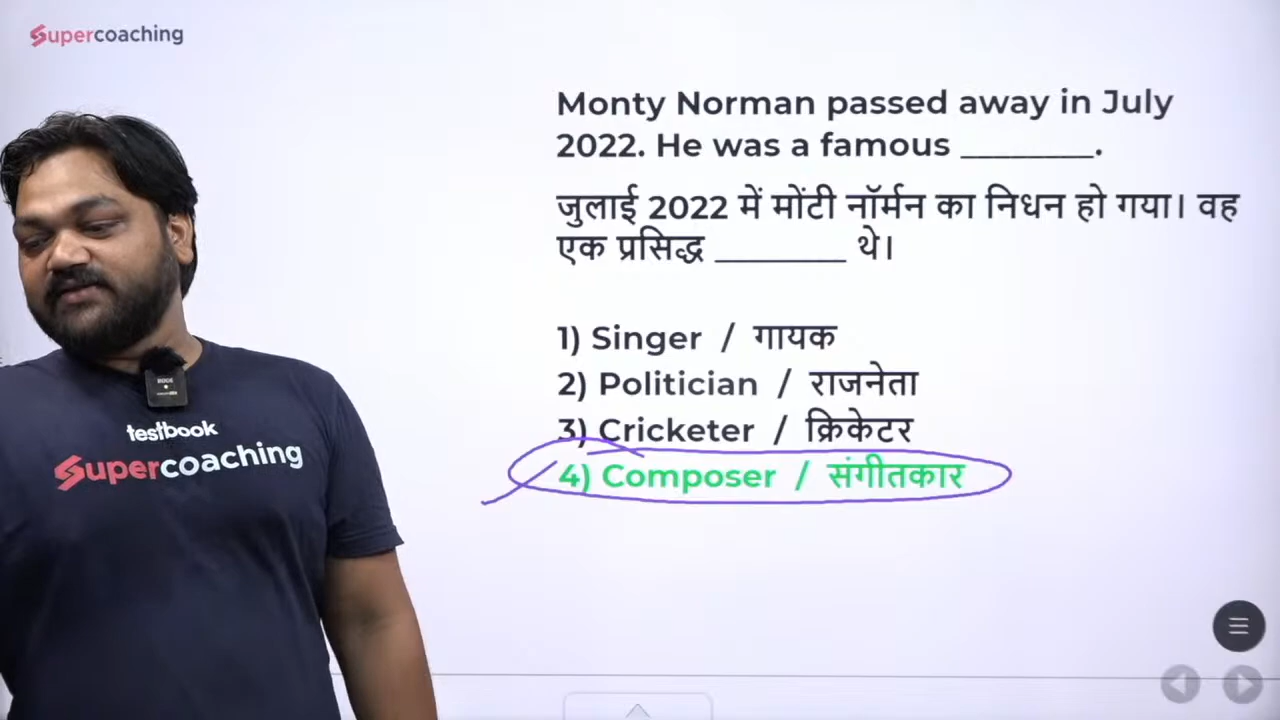 Supercoaching
Monty Norman passed away in July
2022. He was a famous ________.
जुलाई 2022 में मोंटी नॉर्मन का निधन हो गया। वह
एक प्रसिद्ध ________ थे।
1) Singer / गायक
2) Politician / राजनेता
3) Cricketer / क्रिकेटर
4) Composer / संगीतकार
RODE
testbook
Supercoaching